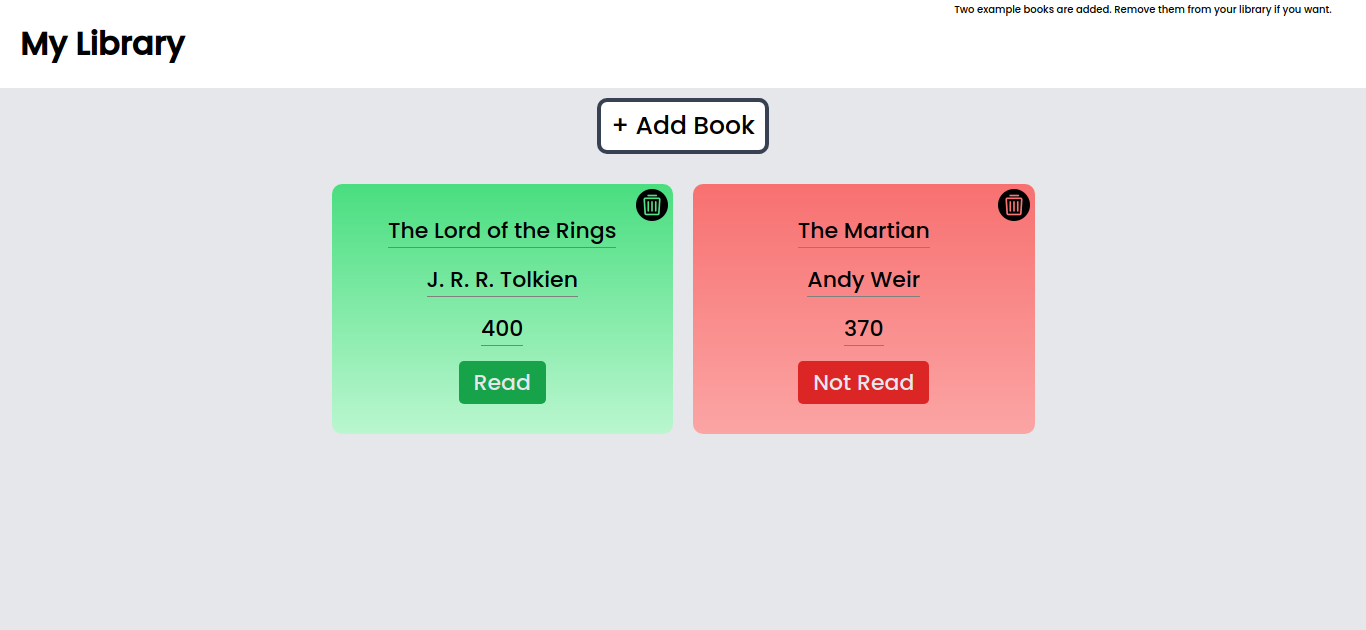 Two example books are added. Remove them from your library if you want.
My Library
+ Add Book
The Lord of the Rings
J. R. R. Tolkien
400
Read
The Martian
Andy Weir
370
Not Read